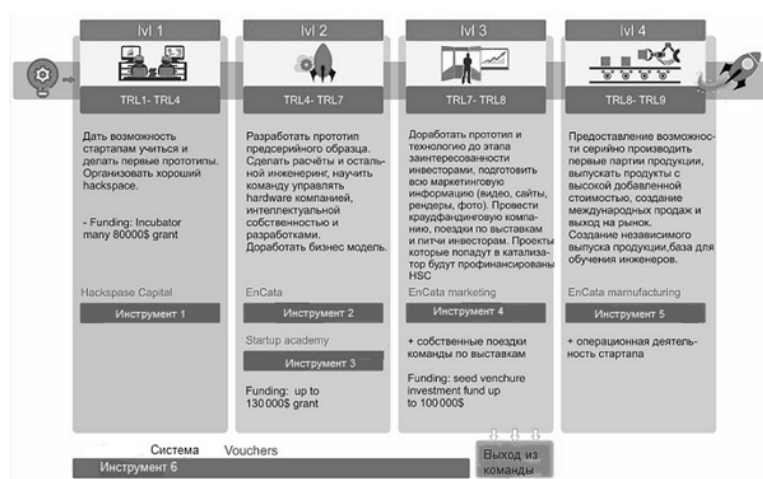 lvl 1
TRL1- TRL4
Дать возможность
стартапам учиться и
делать первые прототипы.
Организовать хороший
hackspace.
- Funding: Incubator
many 80000$ grant
Hackspase Capital
Инструмент 1
lvl 2
TRL4- TRL7
Разработать прототип
предсерийного образца.
Сделать расчёты и осталь-
ной инженеринг, научить
команду управлять
hardware компанией,
интеллектуальной
собственностью и
разработками.
Доработать бизнес модель.
EnCata
Инструмент 2
Startup academy
Инструмент 3
Funding: up to
130 000$ grant
lvl 3
TRL7- TRL8
Доработать прототип и
технологию до этапа
заинтересованности
инвесторами, подготовить
всю маркетинговую
информацию (видео, сайты,
рендеры, фото). Провести
краудфандинговую компа-
нию, поездки по выставкам
и питчи инвесторам. Проекты
которые попадут в катализа-
тор будут профинансированы
HSC
EnCata marketing
Инструмент 4
+ собственные поездки
команды по выставкам
Funding: seed venchure
investment fund up
to 100000$
lvl 4
TRL8- TRL9
Предоставление возможнос-
ти серийно производить
первые партии продукции,
выпускать продукты с
высокой добавленной
стоимостью, создание
международных продаж и
выход на рынок.
Создание независимого
выпуска продукции,база для
обучения инженеров.
EnCata marnufacturing
Инструмент 5
+ операционная деятель-
ность стартапа
Система Vouchers
Инструмент 6
Выход из
команды